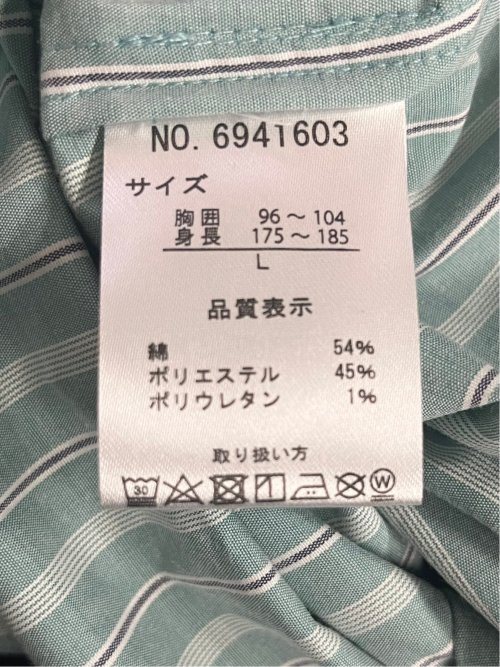 NO. 6941603
サイズ
胸囲 96～104
身長 175～185
L
品質表示
綿 54%
ポリエステル 45%
ポリウレタン 1%
取り扱い方
30
W